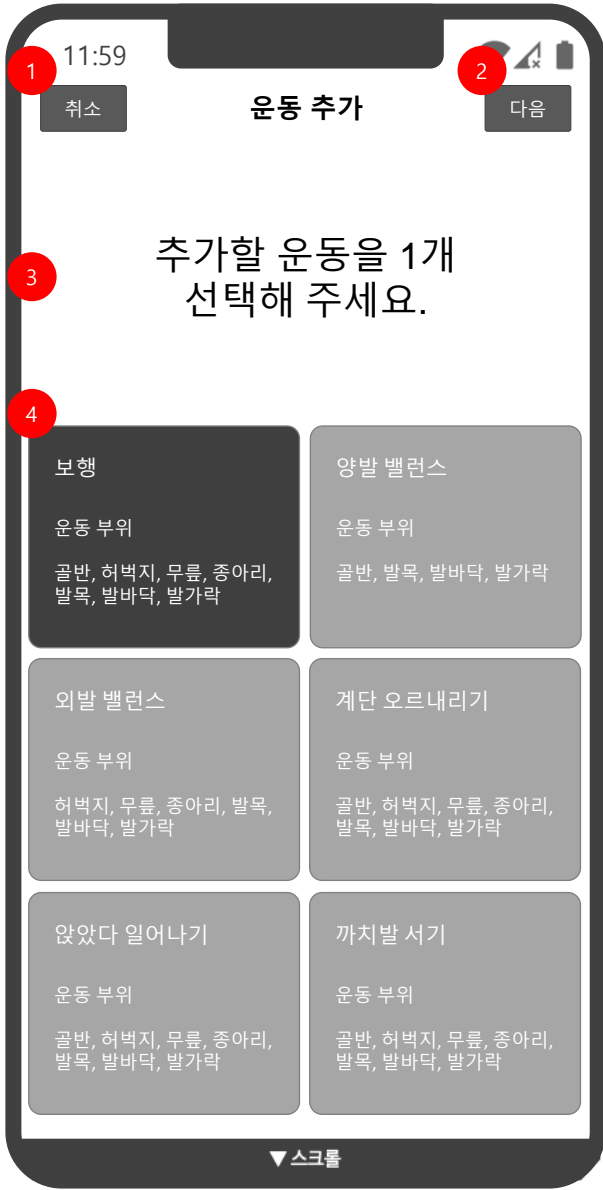 11:59
1
2
취소
운동 추가
다음
3
추가할 운동을 1개
선택해 주세요.
4
보행
운동 부위
골반, 허벅지, 무릎, 종아리,
발목, 발바닥, 발가락
양발 밸런스
운동 부위
골반, 발목, 발바닥, 발가락
외발 밸런스
운동 부위
허벅지, 무릎, 종아리, 발목,
발바닥, 발가락
계단 오르내리기
운동 부위
골반, 허벅지, 무릎, 종아리,
발목, 발바닥, 발가락
앉았다 일어나기
운동 부위
골반, 허벅지, 무릎, 종아리,
발목, 발바닥, 발가락
까치발 서기
운동 부위
골반, 허벅지, 무릎, 종아리,
발목, 발바닥, 발가락
▼스크롤